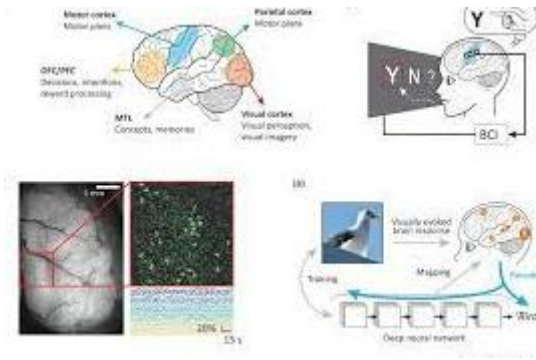 Motor cortex
Motor plans
Parietal cortex
Motor plans
OFC/PFC
Decisions, intentions,
reward processing
MTL
Concepts, memories
Visual cortex
Visual perception,
visual imagery
Y
Y N ?
BCI
1 mm
20%
15 s
Visually evoked
brain response
Training
Mapping
Deep neural network